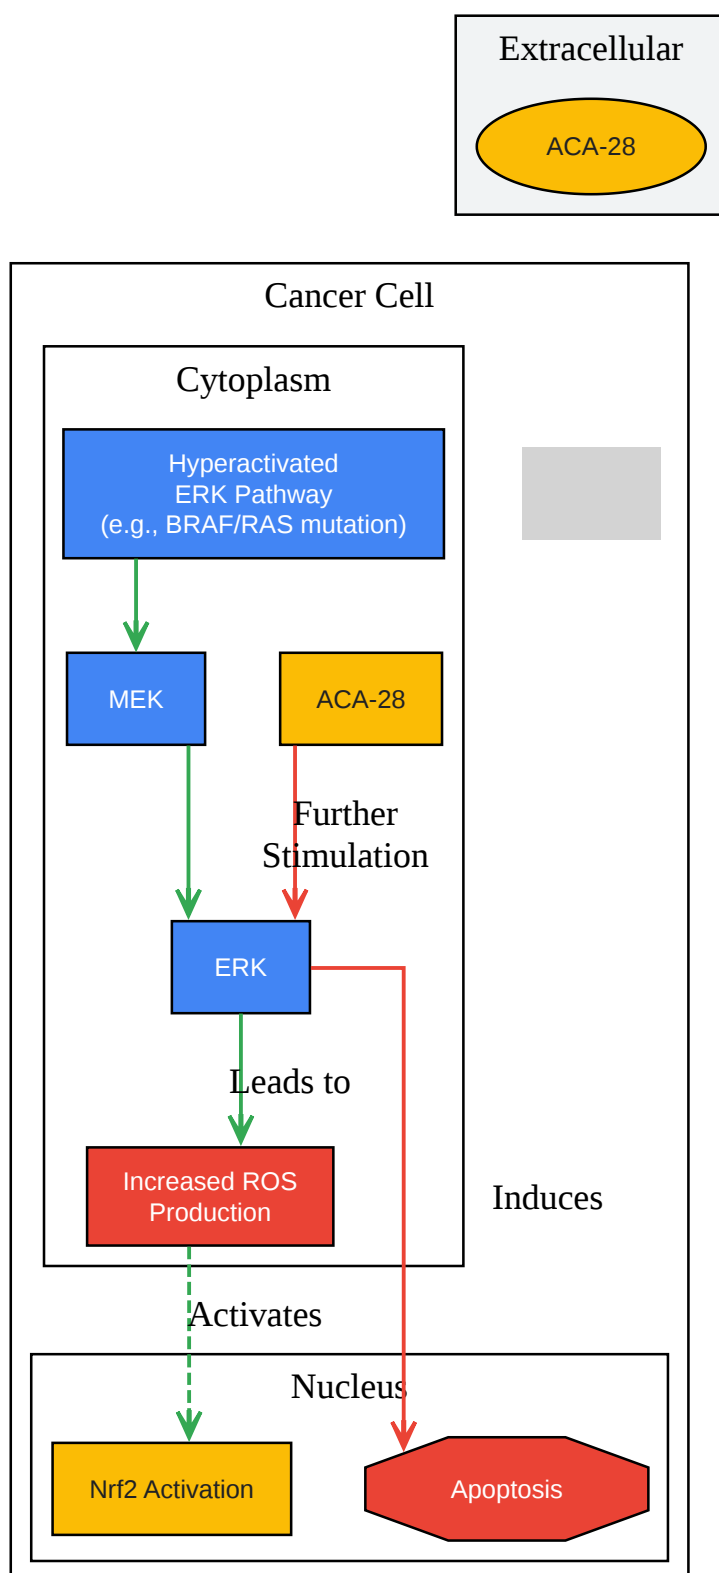 Extracellular
ACA-28
Cancer Cell
Cytoplasm
Hyperactivated
ERK Pathway
(e.g., BRAF/RAS mutation)
MEK
ACA-28
Further
Stimulation
ERK
Leads to
Increased ROS
Production
Induces
Activates
Nucleus
Nrf2 Activation
Apoptosis